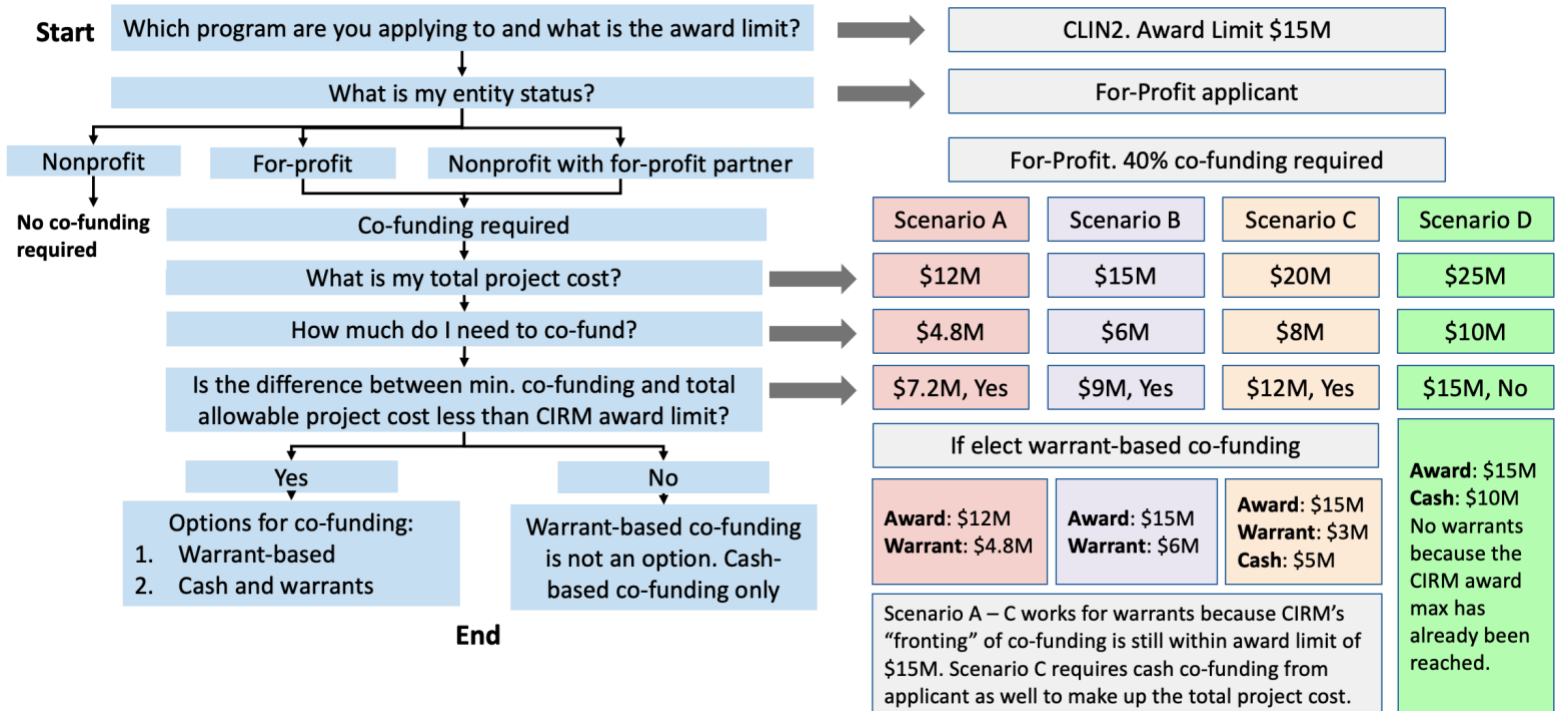 Start
Which program are you applying to and what is the award limit?
CLIN2. Award Limit $15M
What is my entity status?
For-Profit applicant
Nonprofit
For-profit
Nonprofit with for-profit partner
For-Profit. 40% co-funding required
No co-funding
required
Co-funding required
Scenario A
Scenario B
Scenario C
Scenario D
What is my total project cost?
$12M
$15M
$20M
$25M
How much do I need to co-fund?
$4.8M
$6M
$8M
$10M
Is the difference between min. co-funding and total
allowable project cost less than CIRM award limit?
$7.2M, Yes
$9M, Yes
$12M, Yes
$15M, No
Yes
No
Options for co-funding:
1. Warrant-based
2. Cash and warrants
Warrant-based co-funding
is not an option. Cash-
based co-funding only
End
If elect warrant-based co-funding
Award: $12M
Warrant: $4.8M
Award: $15M
Warrant: $6M
Award: $15M
Warrant: $3M
Cash: $5M
Award: $15M
Cash: $10M
No warrants
because the
CIRM award
max has
already been
reached.
Scenario A – C works for warrants because CIRM’s
“fronting” of co-funding is still within award limit of
$15M. Scenario C requires cash co-funding from
applicant as well to make up the total project cost.